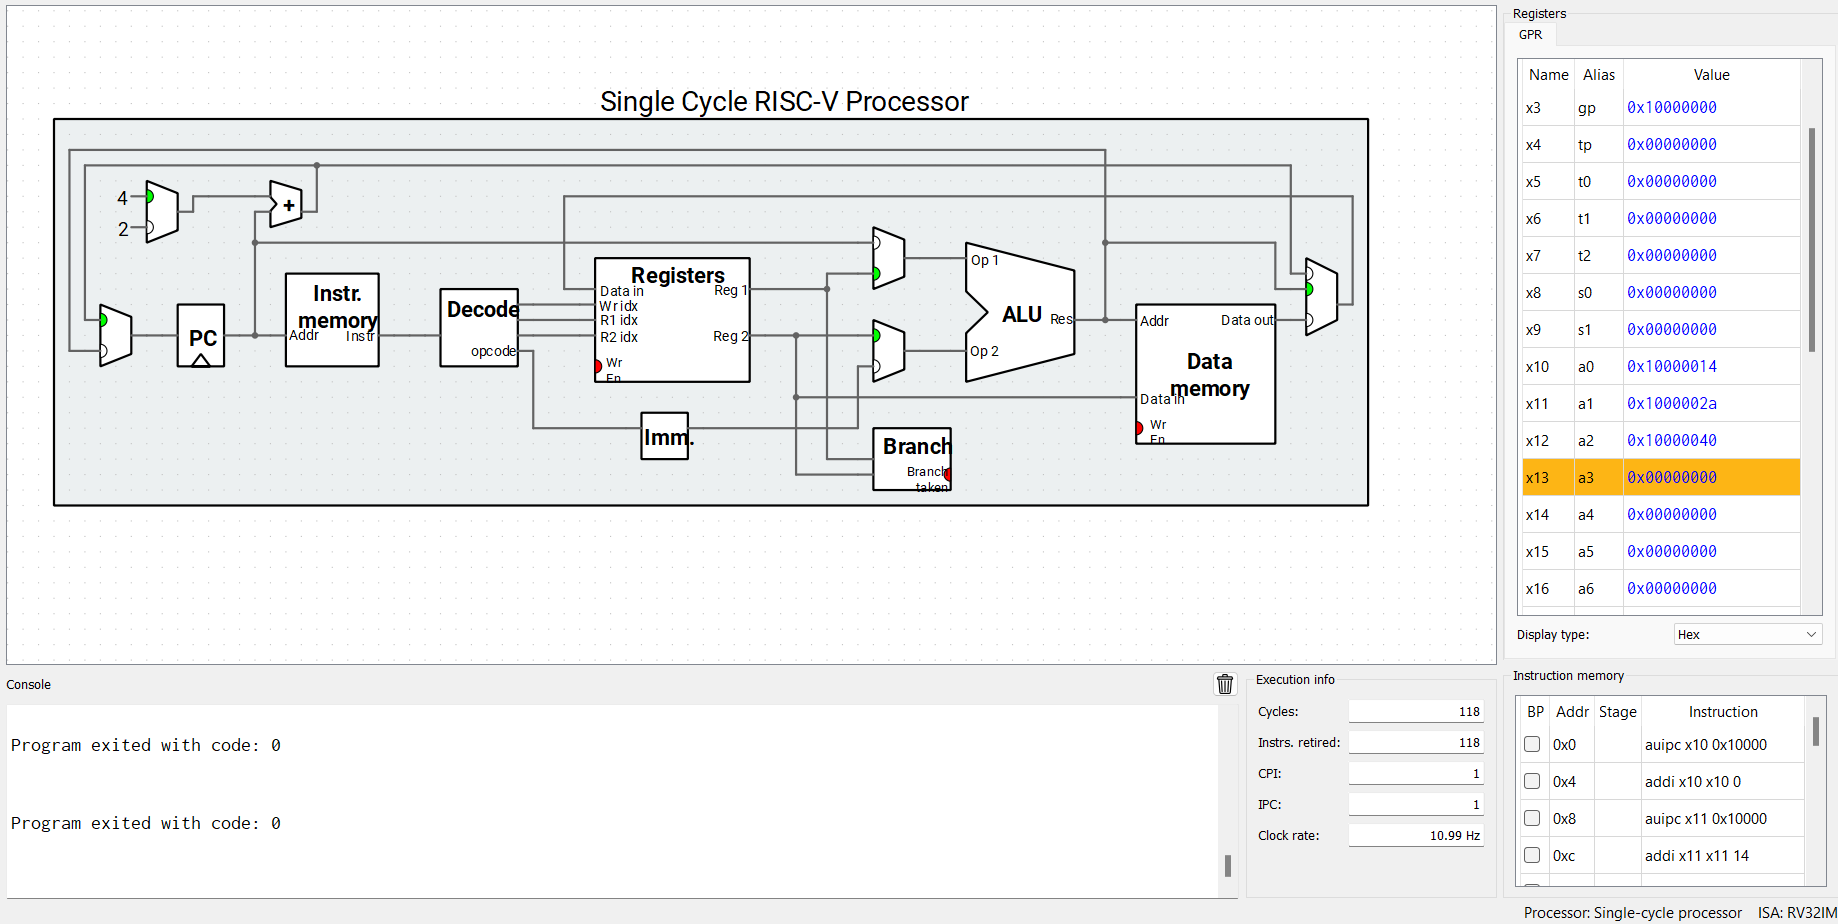 Single Cycle RISC-V Processor
4
2
+
PC
Instr.
memory
Addr
Instr
Decode
opcode
Registers
Data in
Wr idx
R1 idx
R2 idx
Wr
En
Reg 1
Reg 2
Imm.
Op 1
Op 2
ALU
Res
Branch
Branch
taken
Addr
Data out
Data
memory
Data in
Wr
En
Registers
GPR
Name Alias Value
x3 gp 0x10000000
x4 tp 0x00000000
x5 t0 0x00000000
x6 t1 0x00000000
x7 t2 0x00000000
x8 s0 0x00000000
x9 s1 0x00000000
x10 a0 0x10000014
x11 a1 0x1000002a
x12 a2 0x10000040
x13 a3 0x00000000
x14 a4 0x00000000
x15 a5 0x00000000
x16 a6 0x00000000
Display type: Hex
Console
Program exited with code: 0
Program exited with code: 0
Execution info
Cycles: 118
Instrs. retired: 118
CPI: 1
IPC: 1
Clock rate: 10.99 Hz
Instruction memory
BP Addr Stage Instruction
0x0 auipc x10 0x10000
0x4 addi x10 x10 0
0x8 auipc x11 0x10000
0xc addi x11 x11 14
Processor: Single-cycle processor ISA: RV32IM